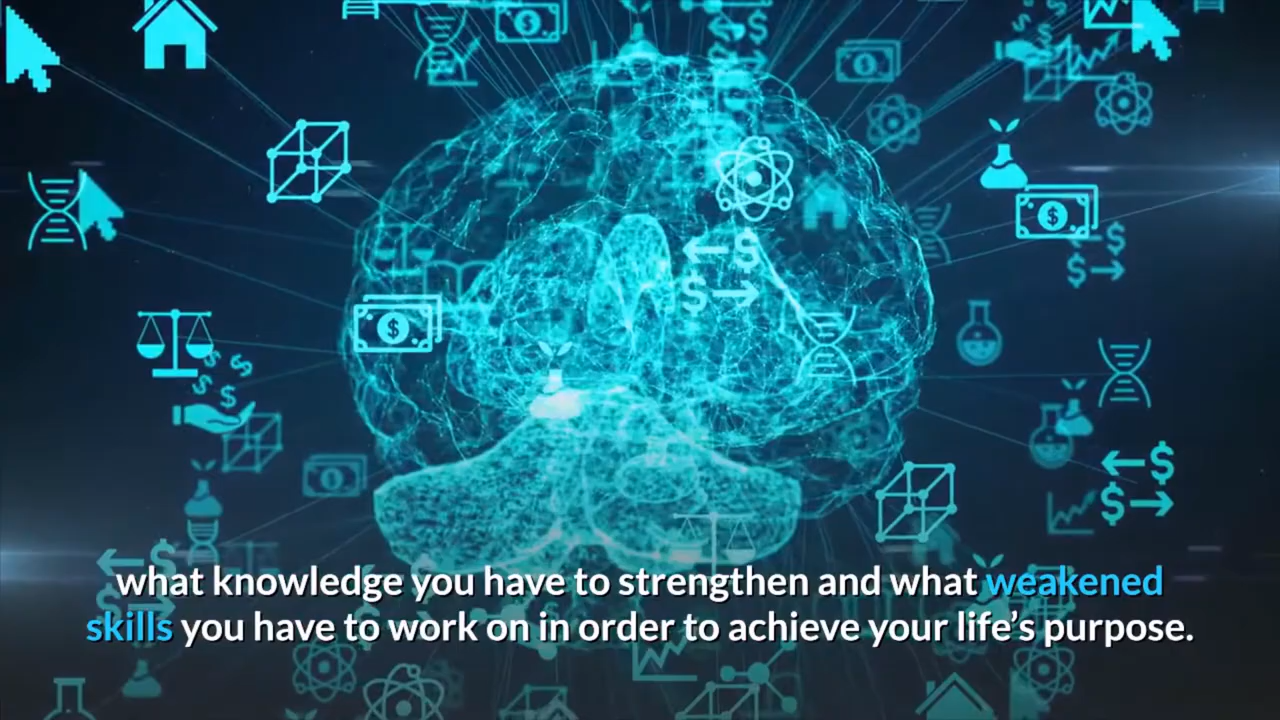 what knowledge you have to strengthen and what weakened
skills you have to work on in order to achieve your life's purpose.